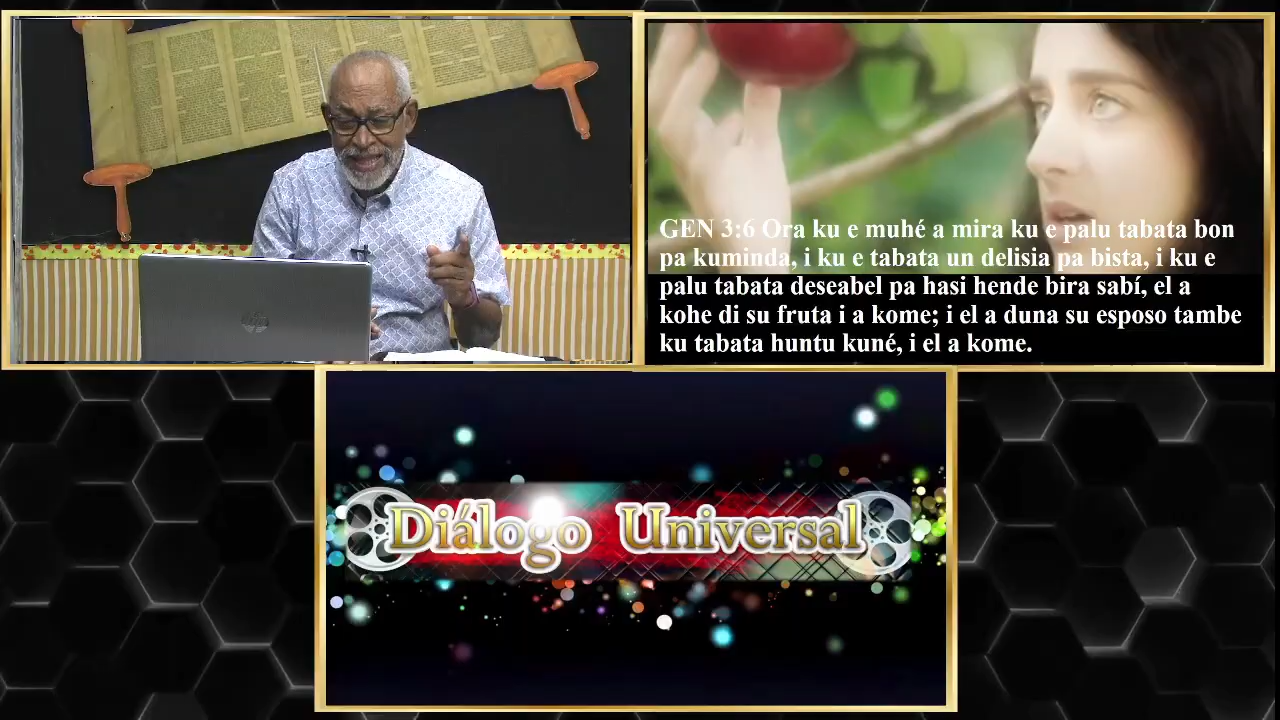 GEN 3:6 Ora ku e muhé a mira ku e palu tabata bon
pa kuminda, i ku e tabata un delisia pa bista, i ku e
palu tabata deseabel pa hasi hende bira sabí, el a
kohe di su fruta i a kome; i el a duna su esposo tambe
ku tabata huntu kuné, i el a kome.
hp
Diálogo Universal